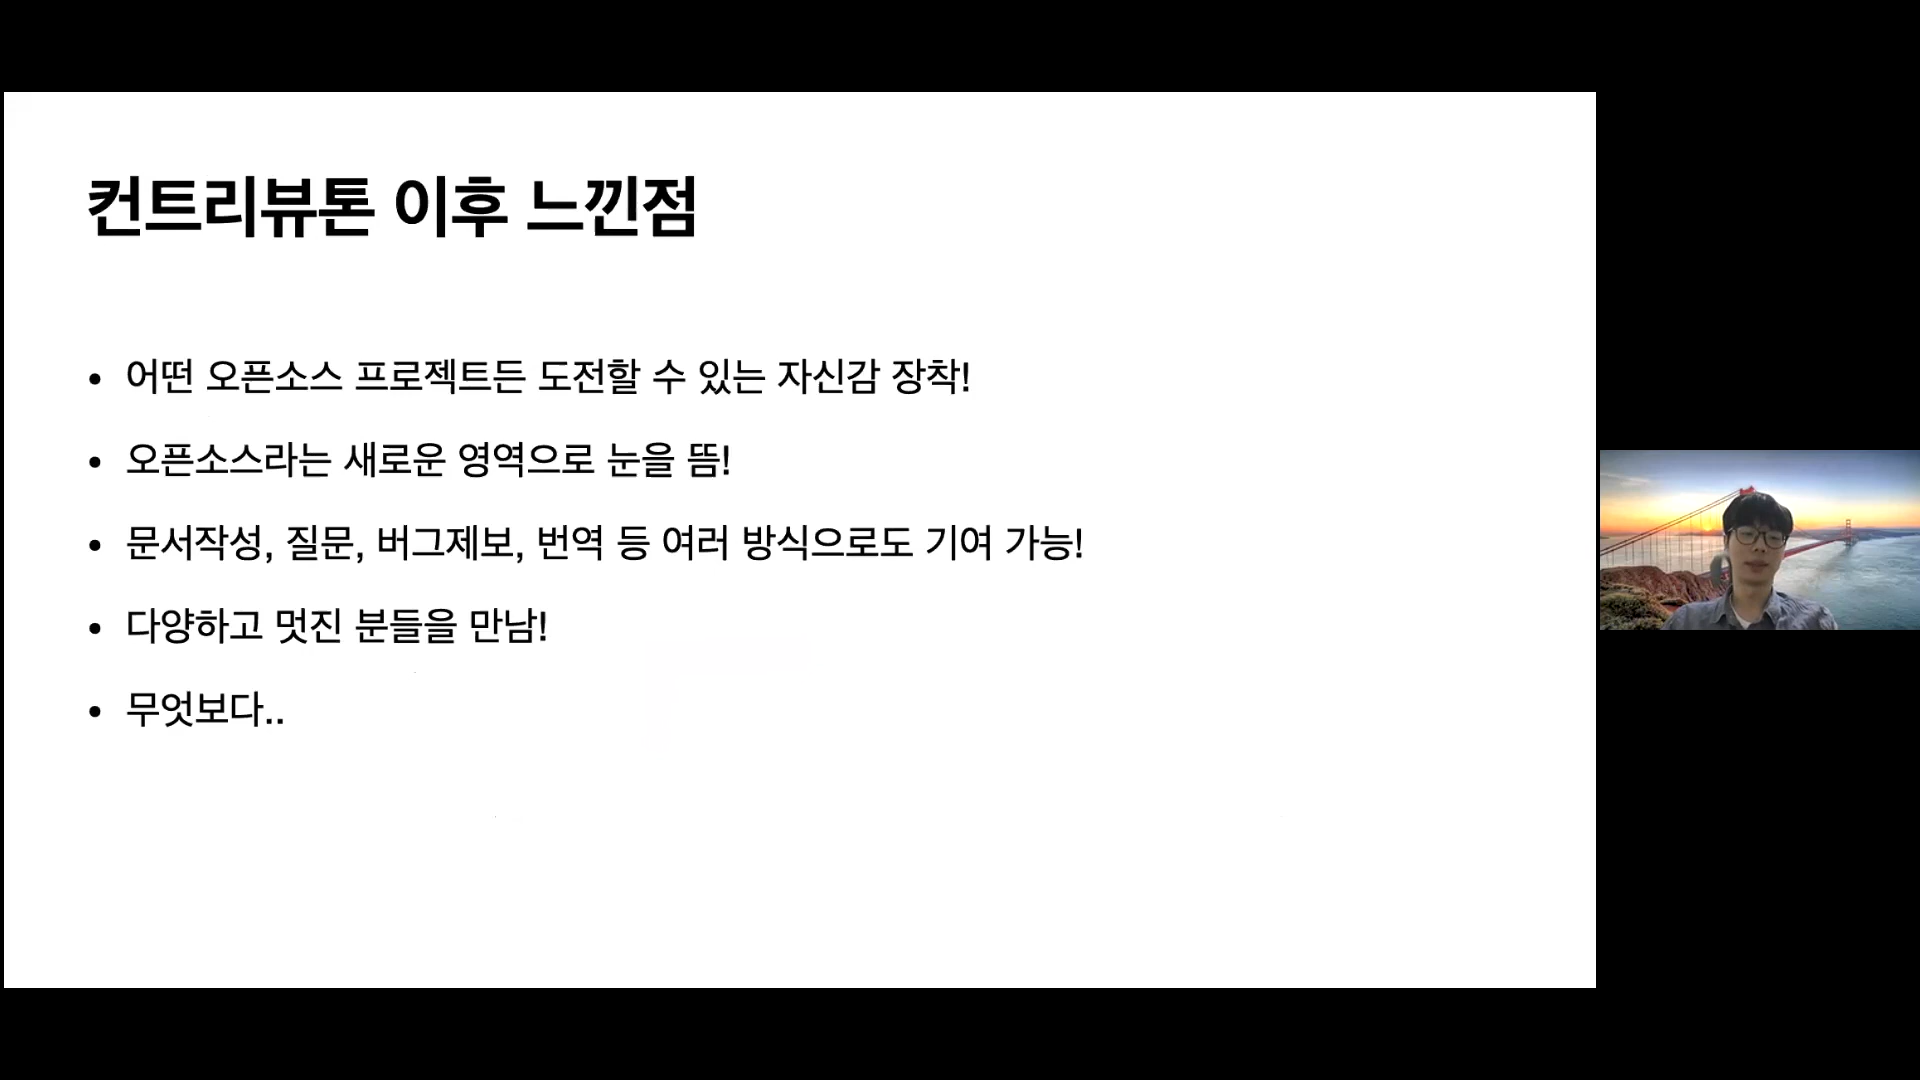 컨트리뷰톤 이후 느낀점
• 어떤 오픈소스 프로젝트든 도전할 수 있는 자신감 장착!
• 오픈소스라는 새로운 영역으로 눈을 뜸!
• 문서작성, 질문, 버그제보, 번역 등 여러 방식으로도 기여 가능!
• 다양하고 멋진 분들을 만남!
• 무엇보다..